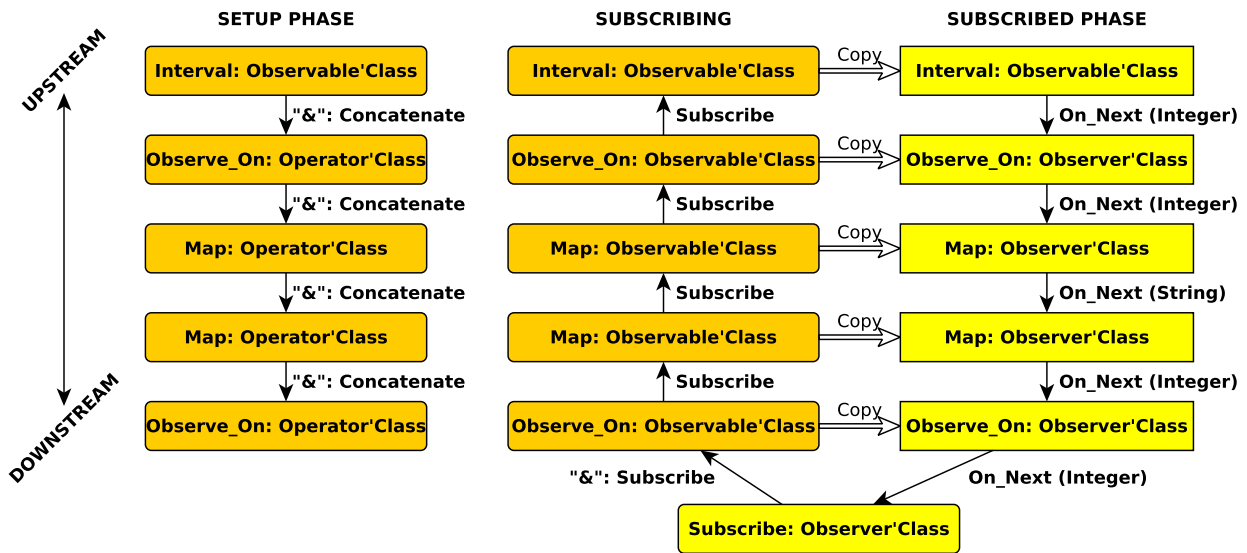 SETUP PHASE
SUBSCRIBING
SUBSCRIBED PHASE
UPSTREAM
Interval: Observable'Class
Interval: Observable'Class
Copy
Interval: Observable'Class
"&": Concatenate
Subscribe
On_Next (Integer)
Observe_On: Operator'Class
Observe_On: Observable'Class
Copy
Observe_On: Observer'Class
"&": Concatenate
Subscribe
On_Next (Integer)
Map: Operator'Class
Map: Observable'Class
Copy
Map: Observer'Class
"&": Concatenate
Subscribe
On_Next (String)
Map: Operator'Class
Map: Observable'Class
Copy
Map: Observer'Class
"&": Concatenate
Subscribe
On_Next (Integer)
DOWNSTREAM
Observe_On: Operator'Class
Observe_On: Observable'Class
Copy
Observe_On: Observer'Class
"&": Subscribe
On_Next (Integer)
Subscribe: Observer'Class